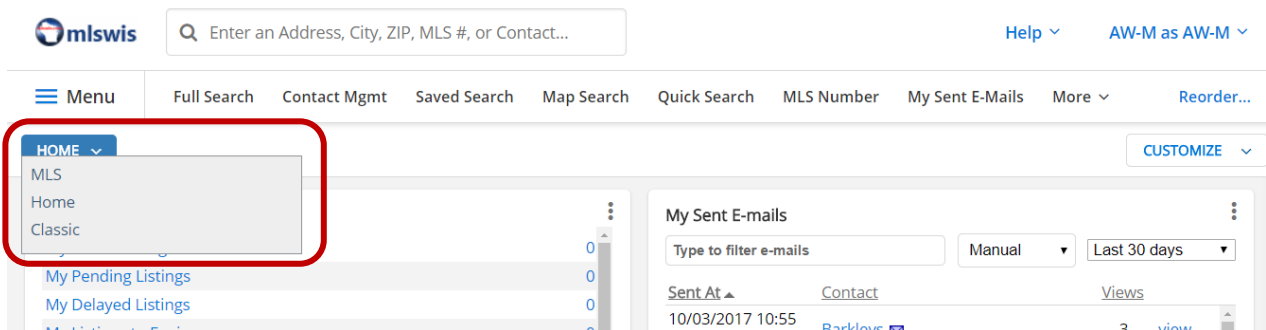 mlswis Enter an Address, City, ZIP, MLS #, or Contact... Help AW-M as AW-M
Menu Full Search Contact Mgmt Saved Search Map Search Quick Search MLS Number My Sent E-Mails More Reorder...
HOME CUSTOMIZE
MLS
Home
Classic
My Sent E-mails
0
Type to filter e-mails Manual Last 30 days
My Pending Listings 0
My Delayed Listings 0
Sent At Contact Views
10/03/2017 10:55
Barkleys 3 view